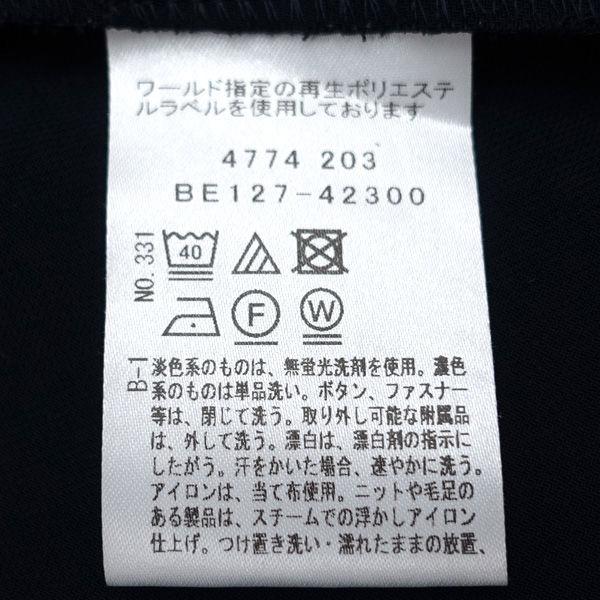 ワールド指定の再生ポリエステ
ルラベルを使用しております
4774 203
BE127-42300
NO.331
40
F
W
B-1
淡色系のものは、無蛍光洗剤を使用。濃色
系のものは単品洗い。ボタン、ファスナー
等は、閉じて洗う。取り外し可能な附属品
は、外して洗う。漂白は、漂白剤の指示に
したがう。汗をかいた場合、速やかに洗う。
アイロンは、当て布使用。ニットや毛足の
ある製品は、スチームでの浮かしアイロン
仕上げ。つけ置き洗い・濡れたままの放置、